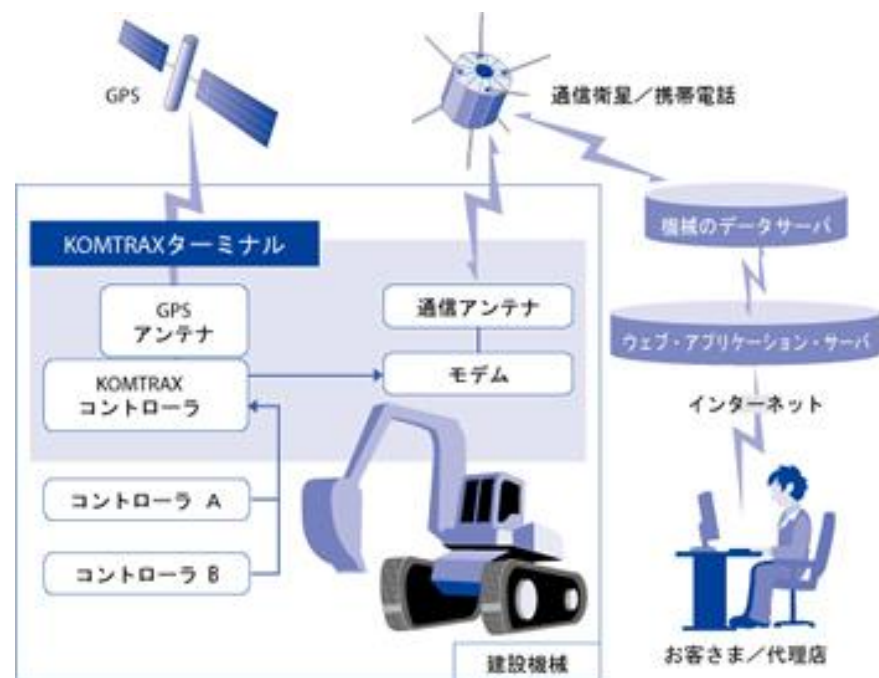 GPS
通信衛星／携帯電話
KOMTRAXターミナル
機械のデータサーバ
GPS
アンテナ
通信アンテナ
ウェブ・アプリケーション・サーバ
KOMTRAX
コントローラ
モデム
インターネット
コントローラ A
コントローラ B
建設機械
お客さま／代理店